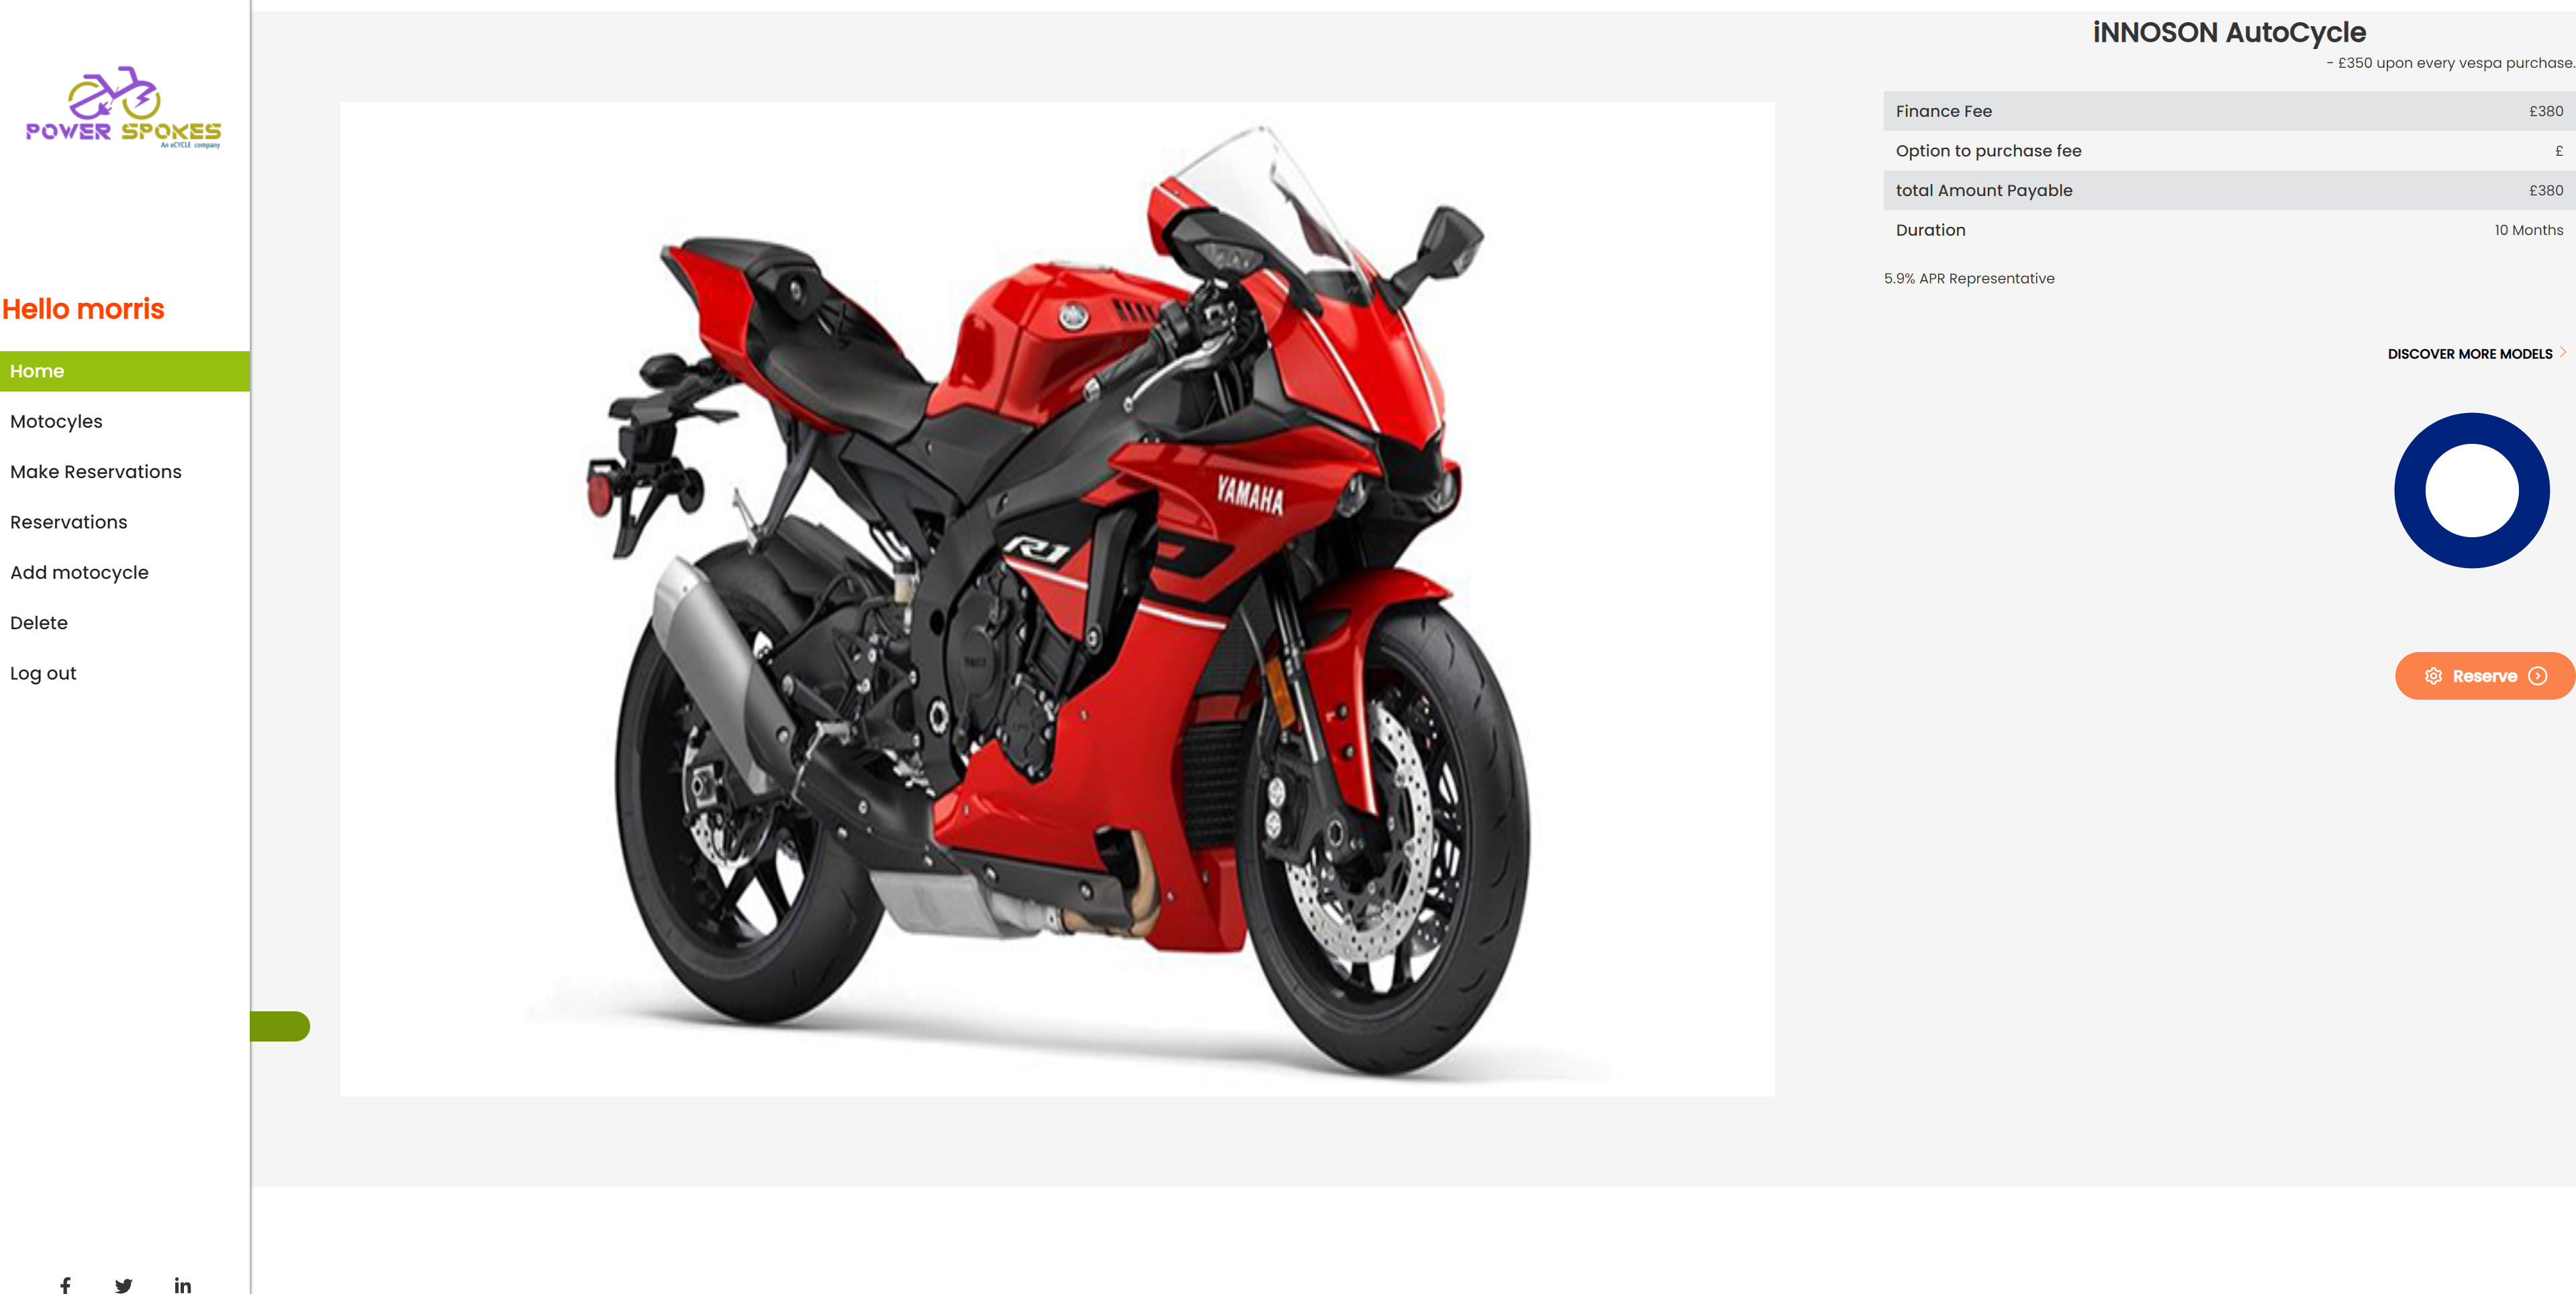 POWER SPOKES
An eCYCLE company
Hello morris
Home
Motocyles
Make Reservations
Reservations
Add motocycle
Delete
Log out
YAMAHA
R1
iNNOSON AutoCycle
- £350 upon every vespa purchase.
Finance Fee £380
Option to purchase fee £
total Amount Payable £380
Duration 10 Months
5.9% APR Representative
DISCOVER MORE MODELS
Reserve